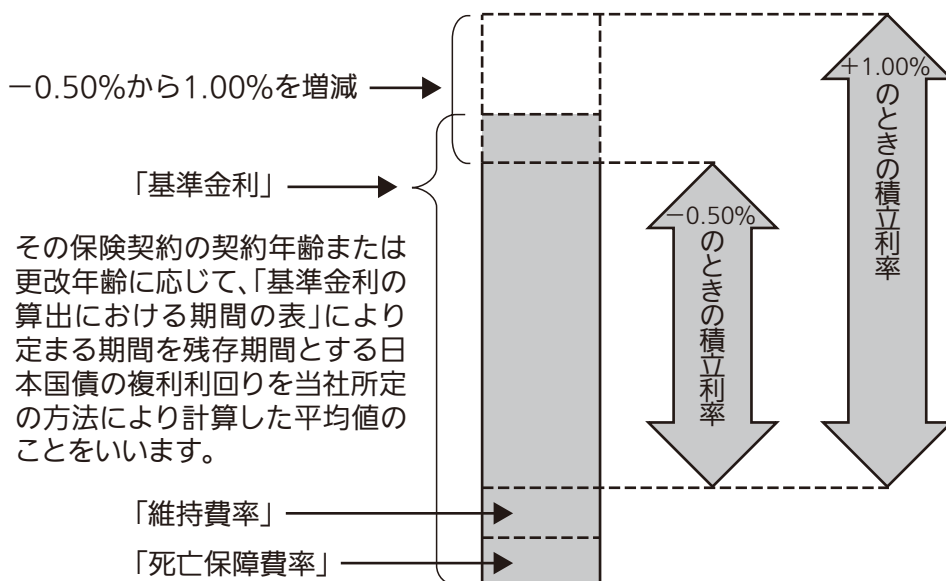 －0.50%から1.00%を増減
「基準金利」
その保険契約の契約年齢または
更改年齢に応じて、「基準金利の
算出における期間の表」により
定まる期間を残存期間とする日
本国債の複利利回りを当社所定
の方法により計算した平均値の
ことをいいます。
「維持費率」
「死亡保障費率」
－0.50%
のときの積立利率
＋1.00%
のときの積立利率